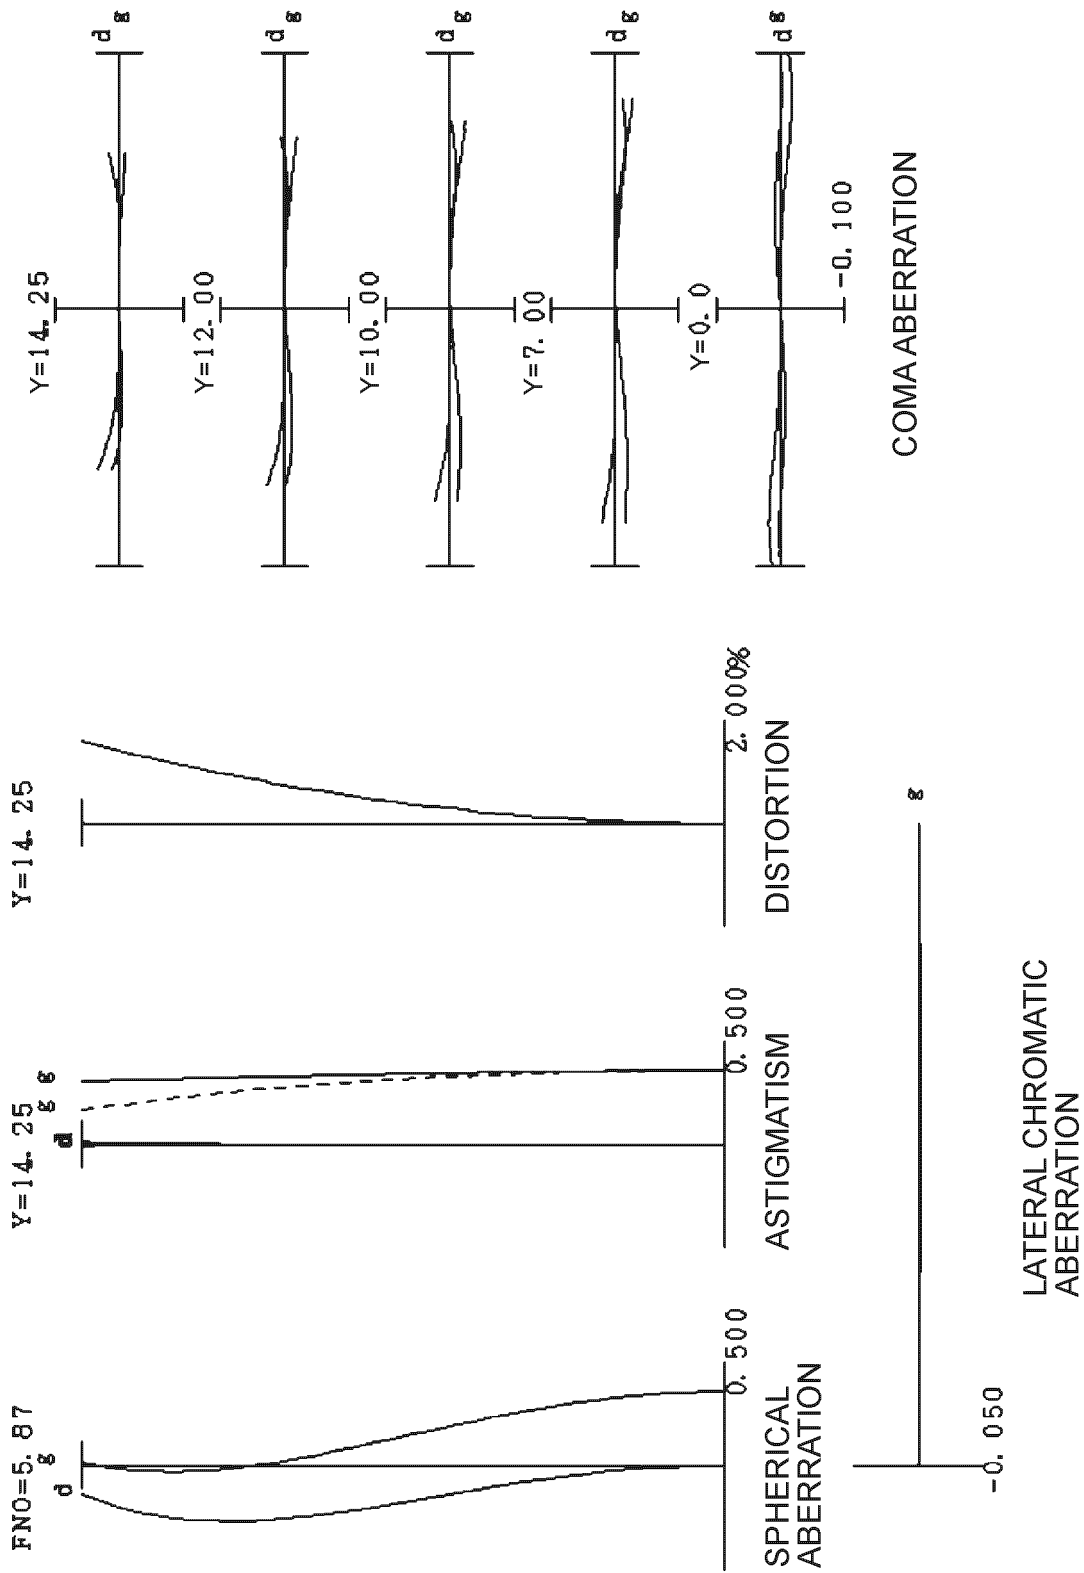 FNO=5. 87
d
g
0. 500
SPHERICAL
ABERRATION
Y=14. 25
d
g
g
0. 500
ASTIGMATISM
Y=14. 25
2. 000%
DISTORTION
Y=14. 25
d
g
Y=12. 00
d
g
Y=10. 00
d
g
Y=7. 00
d
g
Y=0. 0
d
g
-0. 100
COMA ABERRATION
g
-0. 050
LATERAL CHROMATIC
ABERRATION